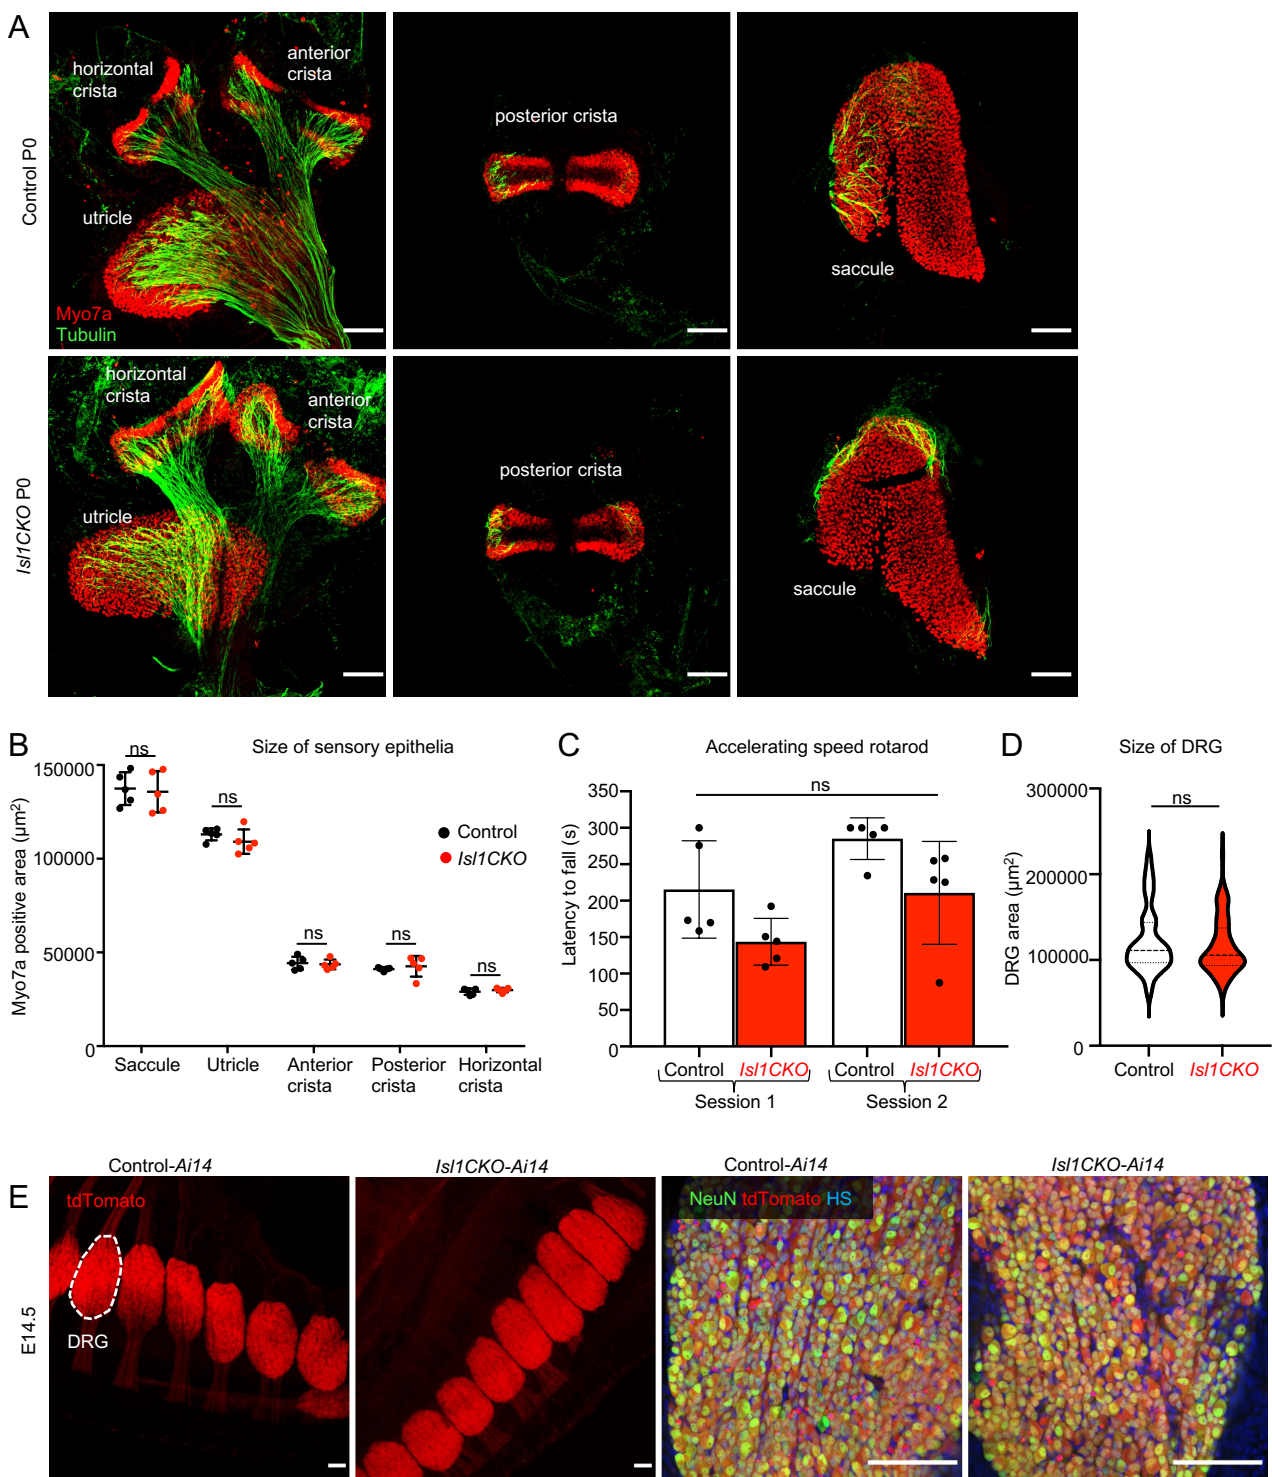 A
Control P0
horizontal
crista
anterior
crista
utricle
Myo7a
Tubulin
posterior crista
saccule
Isl1CKO P0
horizontal
crista
anterior
crista
utricle
posterior crista
saccule
B
Size of sensory epithelia
Myo7a positive area (µm²)
150000
100000
50000
0
ns
ns
ns
ns
ns
Control
Isl1CKO
Saccule
Utricle
Anterior
crista
Posterior
crista
Horizontal
crista
C
Accelerating speed rotarod
Latency to fall (s)
350
300
250
200
150
100
50
0
ns
Control
Isl1CKO
Control
Isl1CKO
Session 1
Session 2
D
Size of DRG
DRG area (µm²)
300000
200000
100000
0
ns
Control
Isl1CKO
E
E14.5
Control-Ai14
Isl1CKO-Ai14
Control-Ai14
Isl1CKO-Ai14
tdTomato
DRG
NeuN tdTomato HS